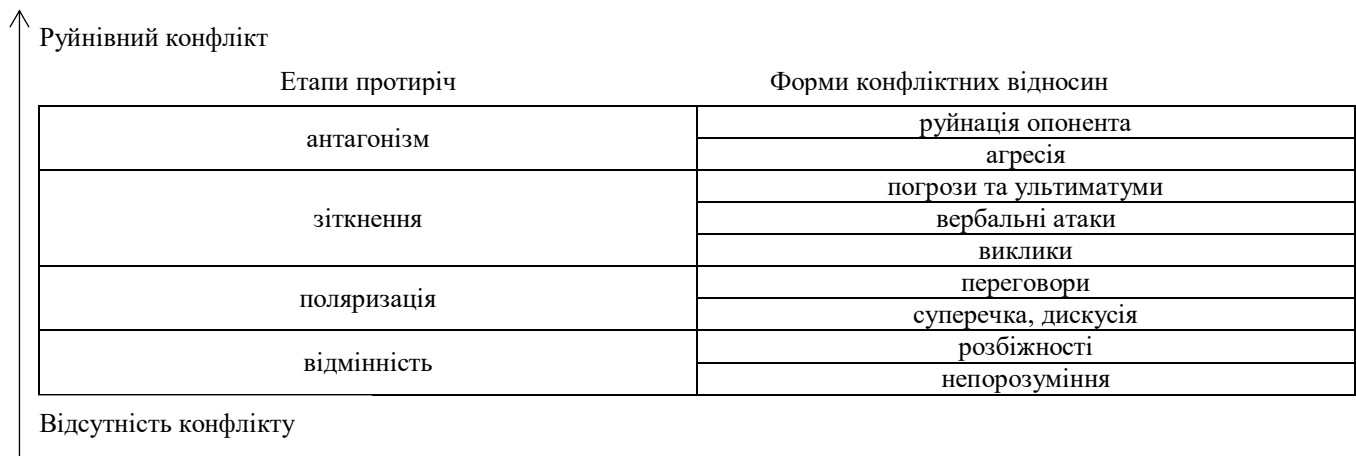 Руйнівний конфлікт
Етапи протиріч Форми конфліктних відносин
антагонізм
руйнація опонента
агресія
зіткнення
погрози та ультиматуми
вербальні атаки
виклики
поляризація
переговори
суперечка, дискусія
відмінність
розбіжності
непорозуміння
Відсутність конфлікту